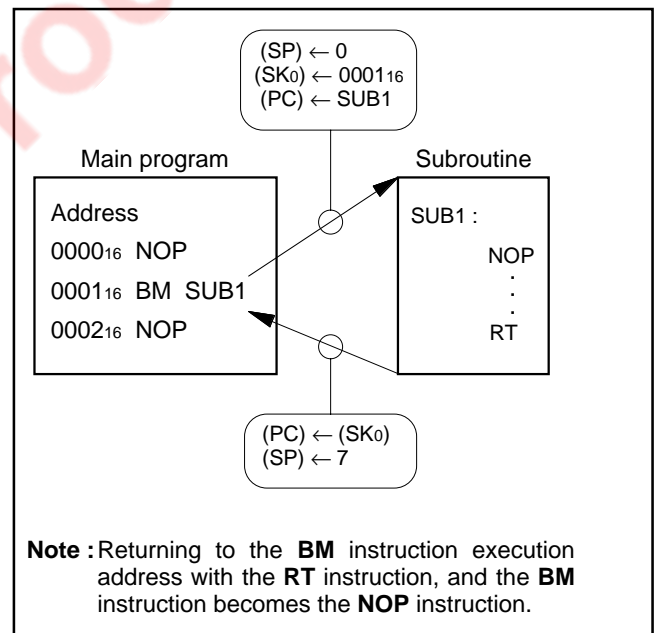 (SP) ← 0
(SK0) ← 000116
(PC) ← SUB1
Main program
Subroutine
Address
000016 NOP
000116 BM SUB1
000216 NOP
SUB1 :
NOP
.
.
.
RT
(PC) ← (SK0)
(SP) ← 7
Note : Returning to the BM instruction execution
address with the RT instruction, and the BM
instruction becomes the NOP instruction.